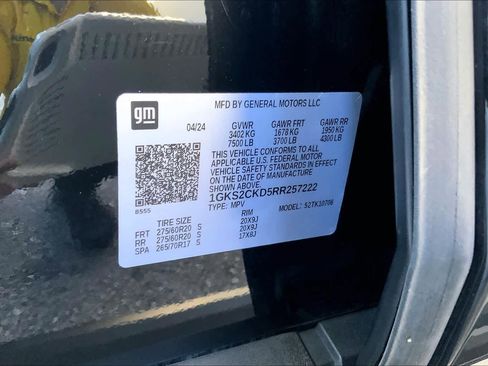 gm
MFD BY GENERAL MOTORS LLC
04/24 GVWR GAWR FRT GAWR RR
3402 KG 1678 KG 1950 KG
7500 LB 3700 LB 4300 LB
THIS VEHICLE CONFORMS TO ALL
APPLICABLE U.S. FEDERAL MOTOR
VEHICLE SAFETY STANDARDS IN EFFECT ON
THE DATE OF MANUFACTURE
SHOWN ABOVE
1GKS2CKD5RR257222
TYPE: MPV MODEL: 52TK10706
B555
TIRE SIZE RIM
FRT 275/60R20 S 20X9J
RR 275/60R20 S 20X9J
SPA 265/70R17 S 17X8J